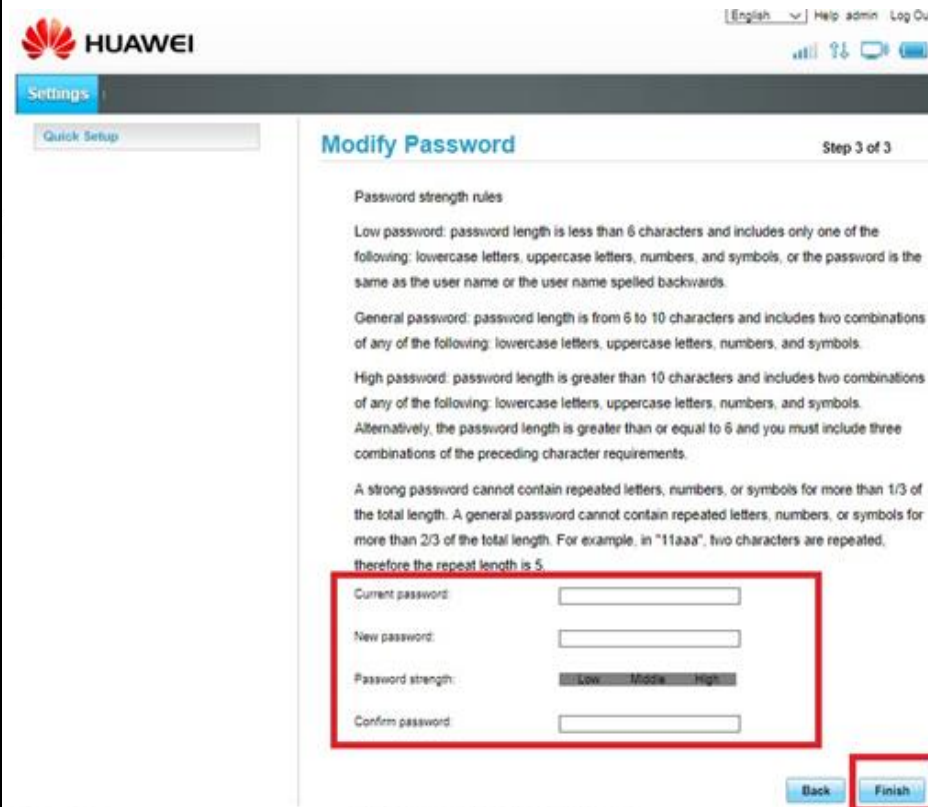 English Help admin Log Ou
HUAWEI
Settings
Quick Setup
Modify Password Step 3 of 3
Password strength rules
Low password: password length is less than 6 characters and includes only one of the
following: lowercase letters, uppercase letters, numbers, and symbols, or the password is the
same as the user name or the user name spelled backwards.
General password: password length is from 6 to 10 characters and includes two combinations
of any of the following: lowercase letters, uppercase letters, numbers, and symbols.
High password: password length is greater than 10 characters and includes two combinations
of any of the following: lowercase letters, uppercase letters, numbers, and symbols.
Alternatively, the password length is greater than or equal to 6 and you must include three
combinations of the preceding character requirements.
A strong password cannot contain repeated letters, numbers, or symbols for more than 1/3 of
the total length. A general password cannot contain repeated letters, numbers, or symbols for
more than 2/3 of the total length. For example, in "11aaa", two characters are repeated,
therefore the repeat length is 5.
Current password:
New password:
Password strength: Low Middle High
Confirm password:
Back Finish